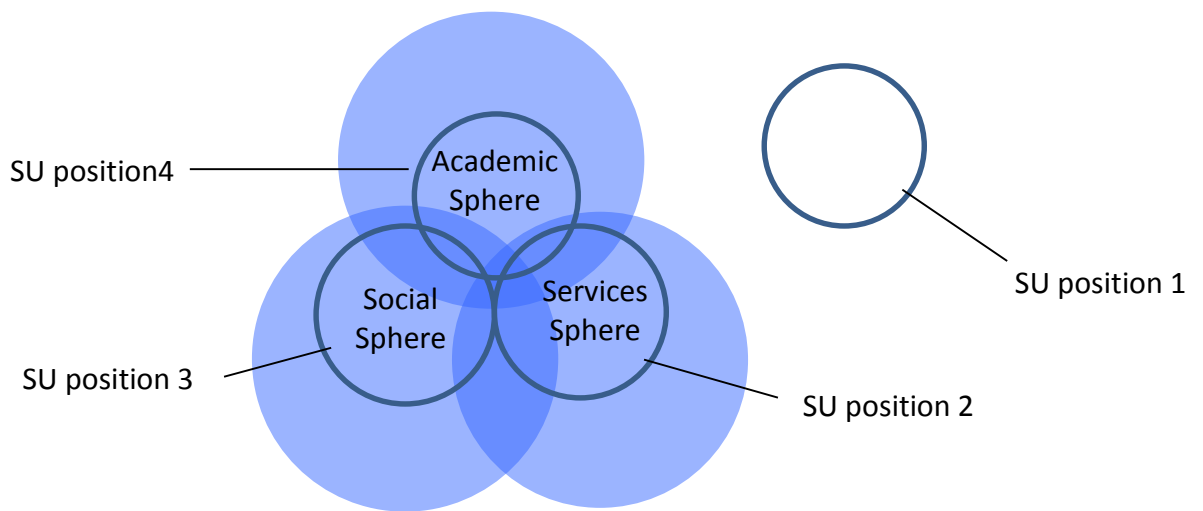 SU position4
Academic
Sphere
SU position 1
Social
Sphere
Services
Sphere
SU position 3
SU position 2